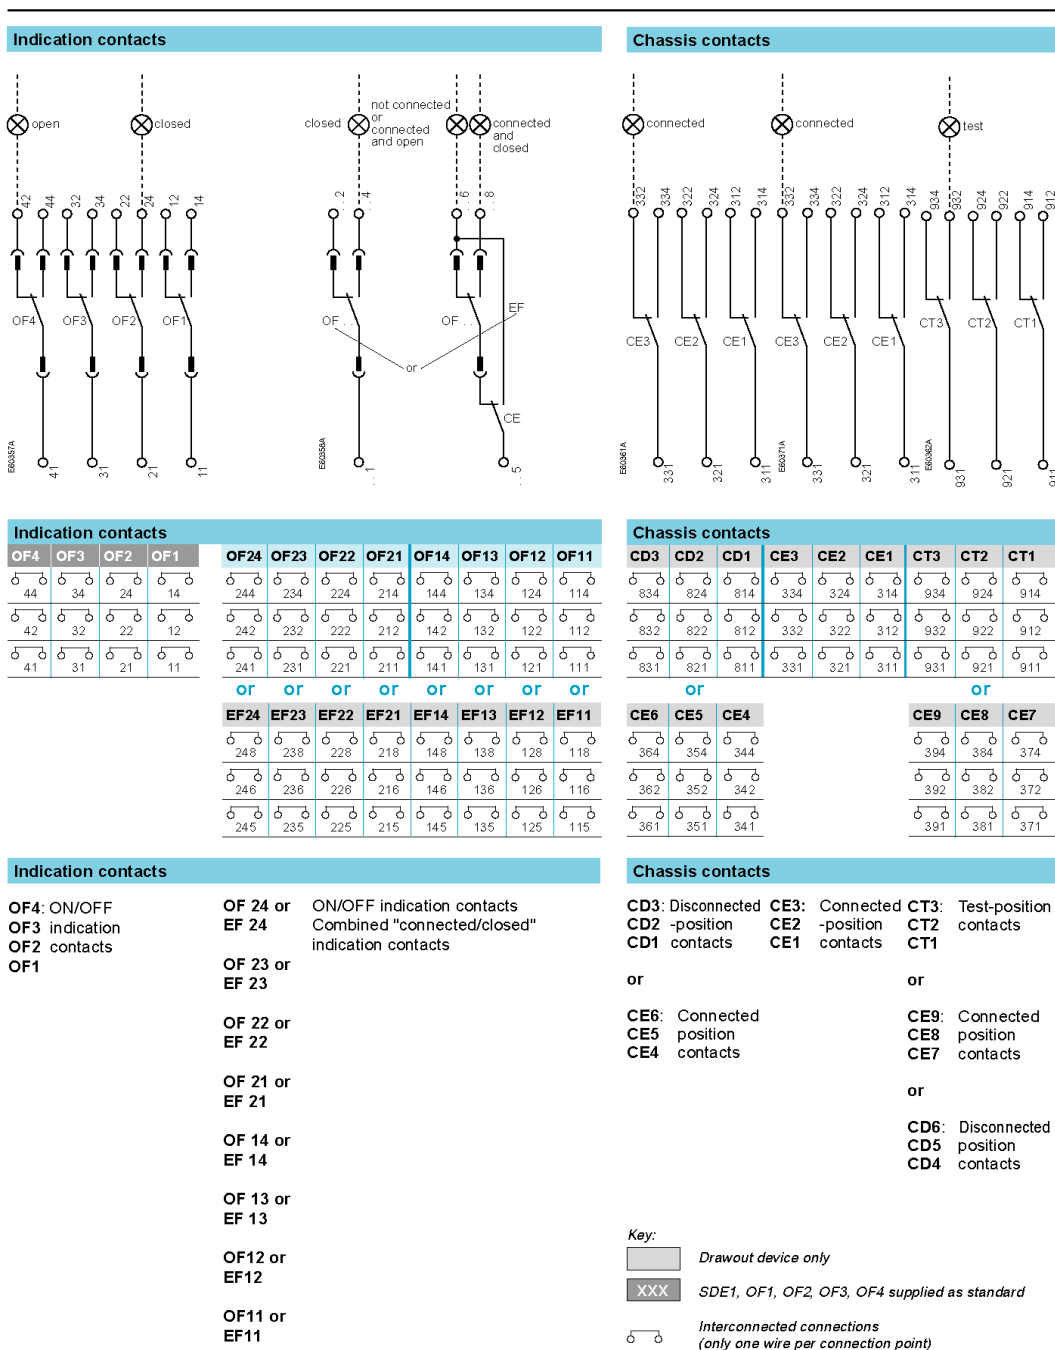 Indication contacts
Chassis contacts
open
closed
closed
not connected
or
connected
and open
connected
and
closed
connected
connected
test
42 44 32 34 22 24 12 14
. . 2 . . 4 . . 6 . . 8
332 334 322 324 312 314 332 334 322 324 312 314 934 932 924 922 914 912
OF4 OF3 OF2 OF1
OF . . OF . . EF
or
CE
CE3 CE2 CE1 CE3 CE2 CE1 CT3 CT2 CT1
E60357A 41 31 21 11
E60358A . . 1 . . 5
E60361A 331 321 311 E60371A 331 321 311 E60362A 931 921 911
Indication contacts
OF4 OF3 OF2 OF1 OF24 OF23 OF22 OF21 OF14 OF13 OF12 OF11
44 34 24 14 244 234 224 214 144 134 124 114
42 32 22 12 242 232 222 212 142 132 122 112
41 31 21 11 241 231 221 211 141 131 121 111
or or or or or or or or
EF24 EF23 EF22 EF21 EF14 EF13 EF12 EF11
248 238 228 218 148 138 128 118
246 236 226 216 146 136 126 116
245 235 225 215 145 135 125 115
Chassis contacts
CD3 CD2 CD1 CE3 CE2 CE1 CT3 CT2 CT1
834 824 814 334 324 314 934 924 914
832 822 812 332 322 312 932 922 912
831 821 811 331 321 311 931 921 911
or or
CE6 CE5 CE4 CE9 CE8 CE7
364 354 344 394 384 374
362 352 342 392 382 372
361 351 341 391 381 371
Indication contacts
OF4: ON/OFF
OF3 indication
OF2 contacts
OF1
OF 24 or ON/OFF indication contacts
EF 24 Combined "connected/closed"
indication contacts
OF 23 or
EF 23
OF 22 or
EF 22
OF 21 or
EF 21
OF 14 or
EF 14
OF 13 or
EF 13
OF12 or
EF12
OF11 or
EF11
Chassis contacts
CD3: Disconnected
CD2 -position
CD1 contacts
or
CE6: Connected
CE5 position
CE4 contacts
CE3: Connected
CE2 -position
CE1 contacts
CT3: Test-position
CT2 contacts
CT1
or
CE9: Connected
CE8 position
CE7 contacts
or
CD6: Disconnected
CD5 position
CD4 contacts
Key:
Drawout device only
XXX SDE1, OF1, OF2, OF3, OF4 supplied as standard
Interconnected connections
(only one wire per connection point)